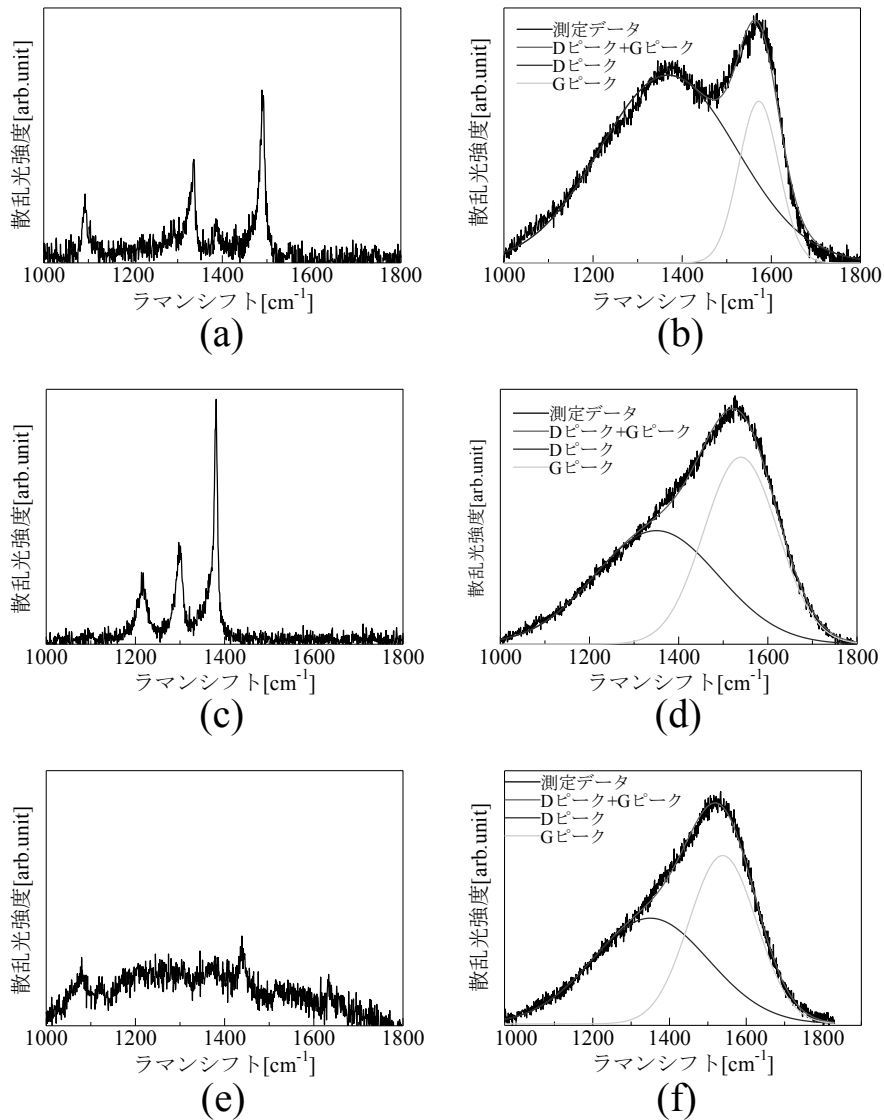 散乱光強度[arb.unit]
1000 1200 1400 1600 1800
ラマンシフト[cm-1]
(a)
測定データ
Dピーク+Gピーク
Dピーク
Gピーク
散乱光強度[arb.unit]
1000 1200 1400 1600 1800
ラマンシフト[cm-1]
(b)
散乱光強度[arb.unit]
1000 1200 1400 1600 1800
ラマンシフト[cm-1]
(c)
測定データ
Dピーク+Gピーク
Dピーク
Gピーク
散乱光強度[arb.unit]
1000 1200 1400 1600 1800
ラマンシフト[cm-1]
(d)
散乱光強度[arb.unit]
1000 1200 1400 1600 1800
ラマンシフト[cm-1]
(e)
測定データ
Dピーク+Gピーク
Dピーク
Gピーク
散乱光強度[arb.unit]
1000 1200 1400 1600 1800
ラマンシフト[cm-1]
(f)